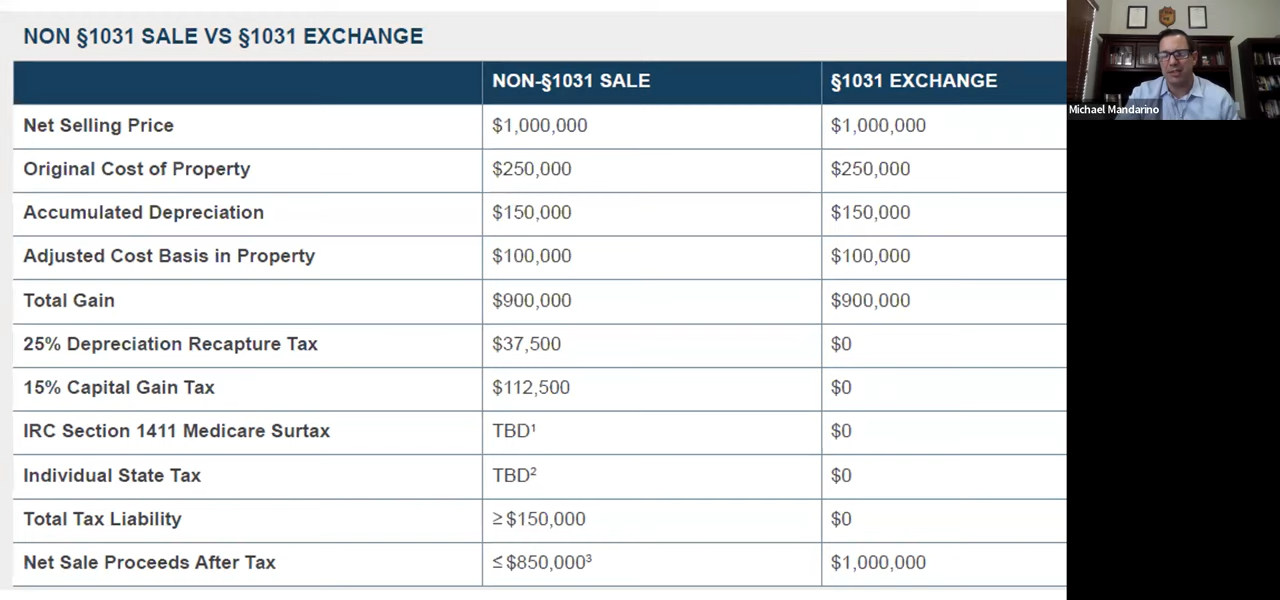 NON §1031 SALE VS §1031 EXCHANGE
NON-§1031 SALE §1031 EXCHANGE
Net Selling Price $1,000,000 $1,000,000
Original Cost of Property $250,000 $250,000
Accumulated Depreciation $150,000 $150,000
Adjusted Cost Basis in Property $100,000 $100,000
Total Gain $900,000 $900,000
25% Depreciation Recapture Tax $37,500 $0
15% Capital Gain Tax $112,500 $0
IRC Section 1411 Medicare Surtax TBD¹ $0
Individual State Tax TBD² $0
Total Tax Liability ≥ $150,000 $0
Net Sale Proceeds After Tax ≤ $850,000³ $1,000,000
Michael Mandarino